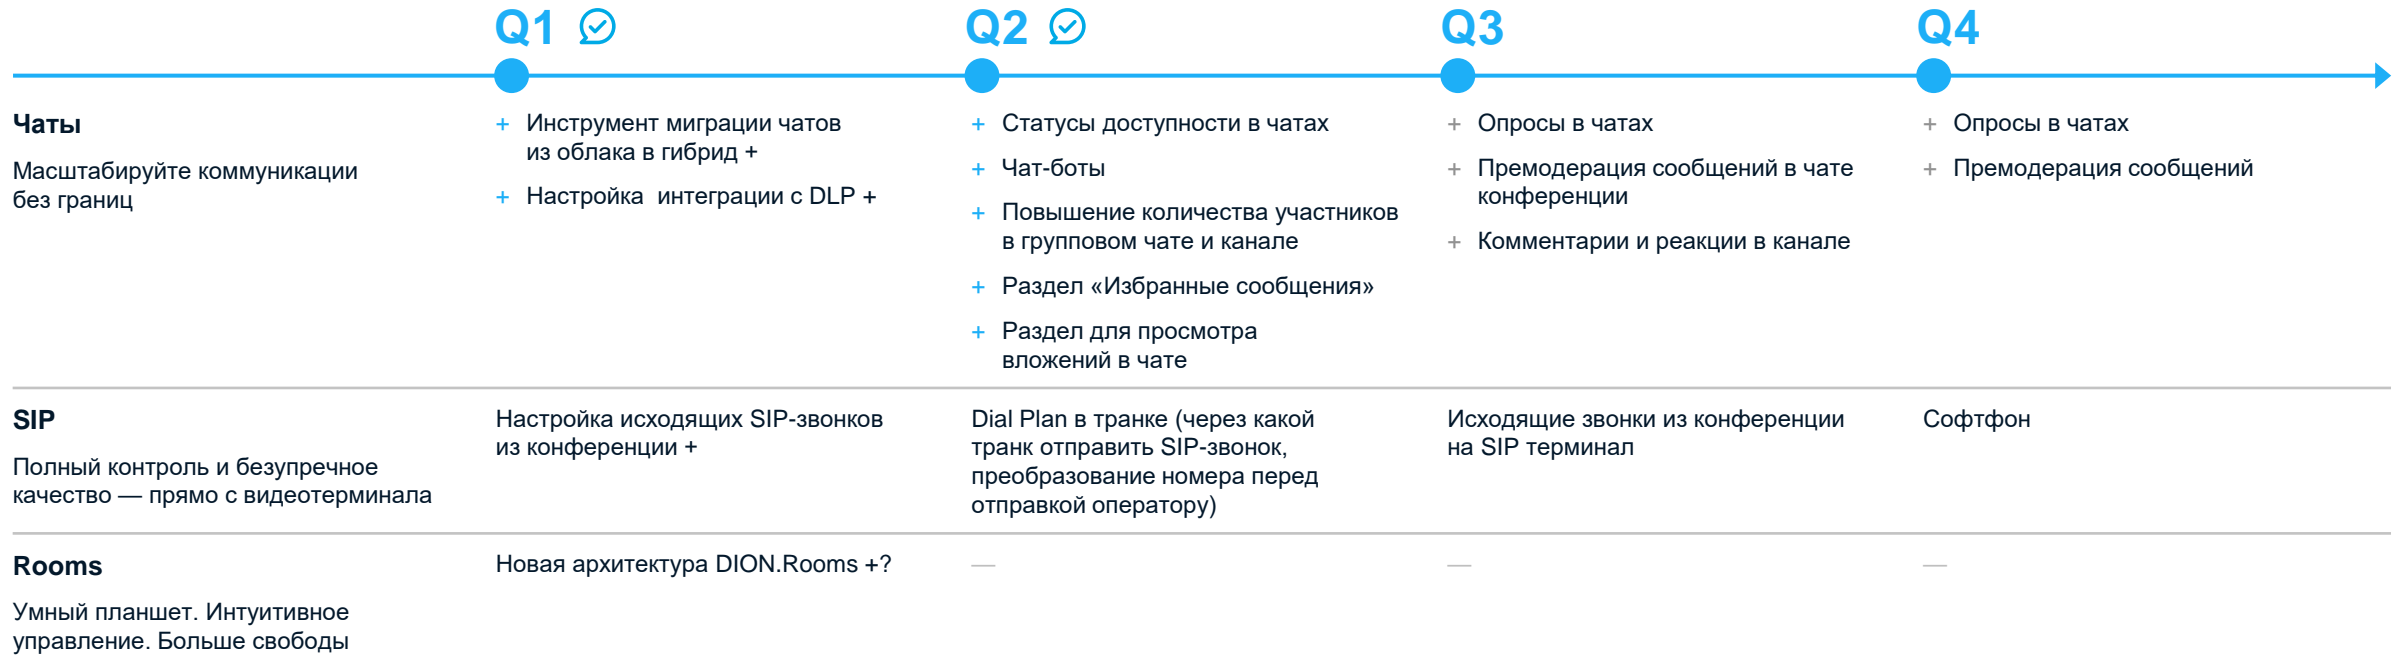 Q1
Q2
Q3
Q4
Чаты
Масштабируйте коммуникации
без границ
+ Инструмент миграции чатов
из облака в гибрид +
+ Настройка  интеграции с DLP +
+ Статусы доступности в чатах
+ Чат-боты
+ Повышение количества участников
в групповом чате и канале
+ Раздел «Избранные сообщения»
+ Раздел для просмотра
вложений в чате
+ Опросы в чатах
+ Премодерация сообщений в чате
конференции
+ Комментарии и реакции в канале
+ Опросы в чатах
+ Премодерация сообщений
SIP
Полный контроль и безупречное
качество — прямо с видеотерминала
Настройка исходящих SIP-звонков
из конференции +
Dial Plan в транке (через какой
транк отправить SIP-звонок,
преобразование номера перед
отправкой оператору)
Исходящие звонки из конференции
на SIP терминал
Софтфон
Rooms
Умный планшет. Интуитивное
управление. Больше свободы
Новая архитектура DION.Rooms +?
—
—
—